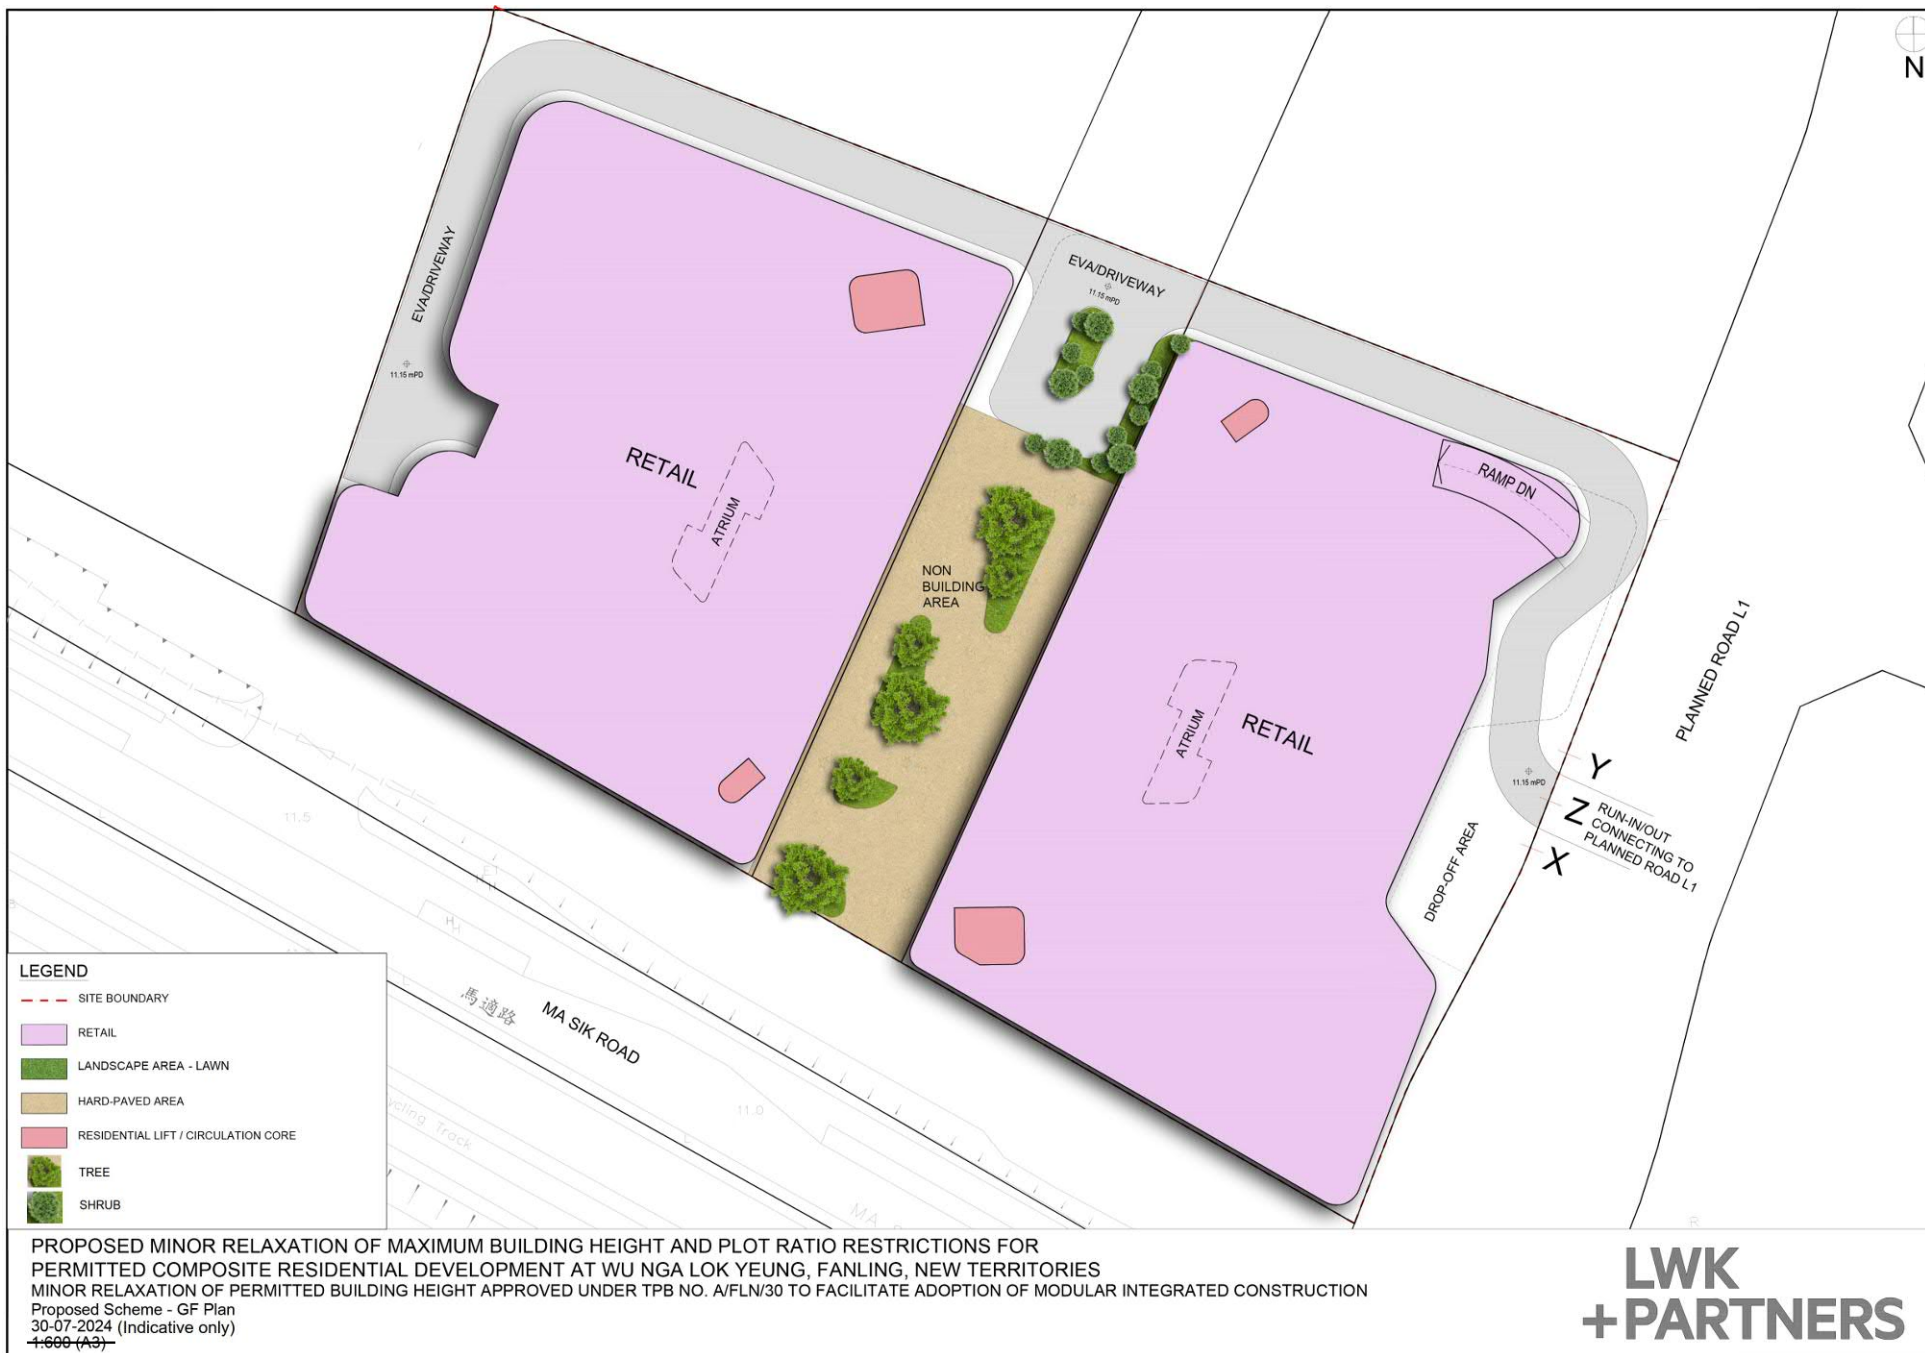 N
EVA/DRIVEWAY
11.15 mPD
EVA/DRIVEWAY
11.15 mPD
RETAIL
ATRIUM
RAMP DN
NON
BUILDING
AREA
ATRIUM
RETAIL
PLANNED ROAD L1
Y
11.15 mPD
Z
RUN-IN/OUT
CONNECTING TO
PLANNED ROAD L1
X
DROP-OFF AREA
11.5
馬適路
MA SIK ROAD
11.0
cycling Track
MA
R
LEGEND
SITE BOUNDARY
RETAIL
LANDSCAPE AREA - LAWN
HARD-PAVED AREA
RESIDENTIAL LIFT / CIRCULATION CORE
TREE
SHRUB
PROPOSED MINOR RELAXATION OF MAXIMUM BUILDING HEIGHT AND PLOT RATIO RESTRICTIONS FOR
PERMITTED COMPOSITE RESIDENTIAL DEVELOPMENT AT WU NGA LOK YEUNG, FANLING, NEW TERRITORIES
MINOR RELAXATION OF PERMITTED BUILDING HEIGHT APPROVED UNDER TPB NO. A/FLN/30 TO FACILITATE ADOPTION OF MODULAR INTEGRATED CONSTRUCTION
Proposed Scheme - GF Plan
30-07-2024 (Indicative only)
1:600 (A3)
LWK
+PARTNERS